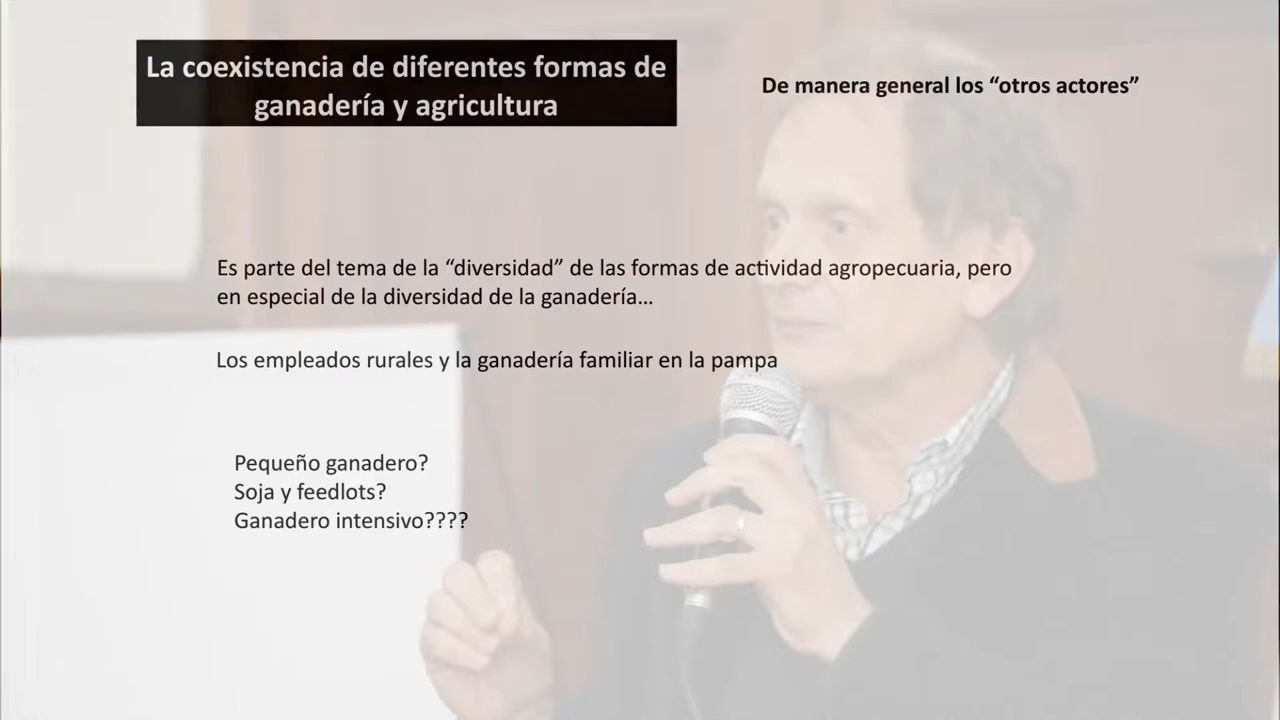 La coexistencia de diferentes formas de
ganadería y agricultura
De manera general los “otros actores”
Es parte del tema de la “diversidad” de las formas de actividad agropecuaria, pero
en especial de la diversidad de la ganadería…
Los empleados rurales y la ganadería familiar en la pampa
Pequeño ganadero?
Soja y feedlots?
Ganadero intensivo????